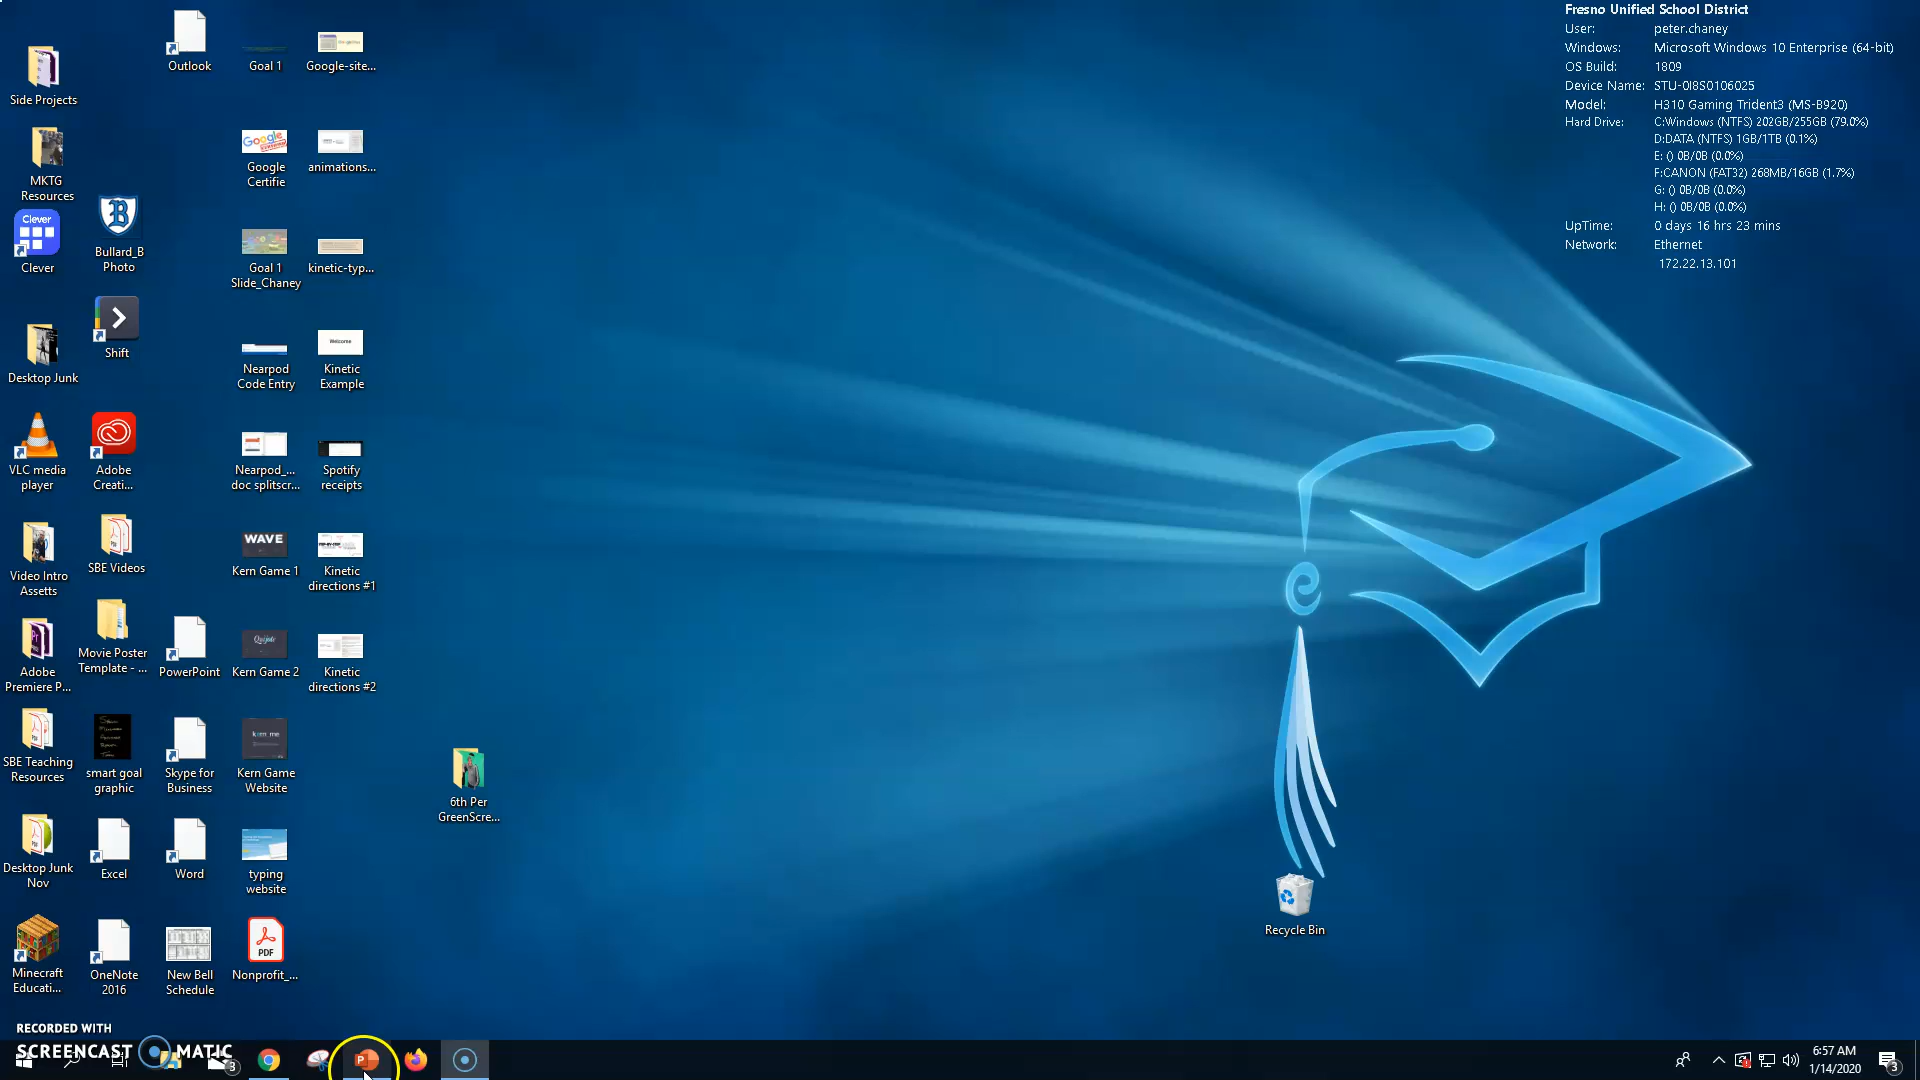 Fresno Unified School District
User: peter.chaney
Windows: Microsoft Windows 10 Enterprise (64-bit)
OS Build: 1809
Device Name: STU-0I8S0106025
Model: H310 Gaming Trident3 (MS-B920)
Hard Drive: C:Windows (NTFS) 202GB/255GB (79.0%)
D:DATA (NTFS) 1GB/1TB (0.1%)
E: () 0B/0B (0.0%)
F:CANON (FAT32) 268MB/16GB (1.7%)
G: () 0B/0B (0.0%)
H: () 0B/0B (0.0%)
UpTime: 0 days 16 hrs 23 mins
Network: Ethernet
172.22.13.101
Side Projects
MKTG
Resources
Clever
Clever
Desktop Junk
VLC media
player
Video Intro
Assetts
Adobe
Premiere P...
SBE Teaching
Resources
Desktop Junk
Nov
Minecraft
Educati...
B
Bullard_B
Photo
Shift
Adobe
Creati...
SBE Videos
Movie Poster
Template - ...
smart goal
graphic
Excel
OneNote
2016
Outlook
PowerPoint
Skype for
Business
Word
New Bell
Schedule
Goal 1
Google
Google
Certifie
Goal 1
Slide_Chaney
Nearpod
Code Entry
Nearpod_...
doc splitscr...
WAVE
Kern Game 1
Quijote
Kern Game 2
Kern Game
Website
typing
website
PDF
Nonprofit_...
Google-site...
animations...
kinetic-typ...
Welcome
Kinetic
Example
Spotify
receipts
Kinetic
directions #1
Kinetic
directions #2
6th Per
GreenScre...
e
Recycle Bin
RECORDED WITH
SCREENCAST MATIC
3
P
6:57 AM
1/14/2020
3